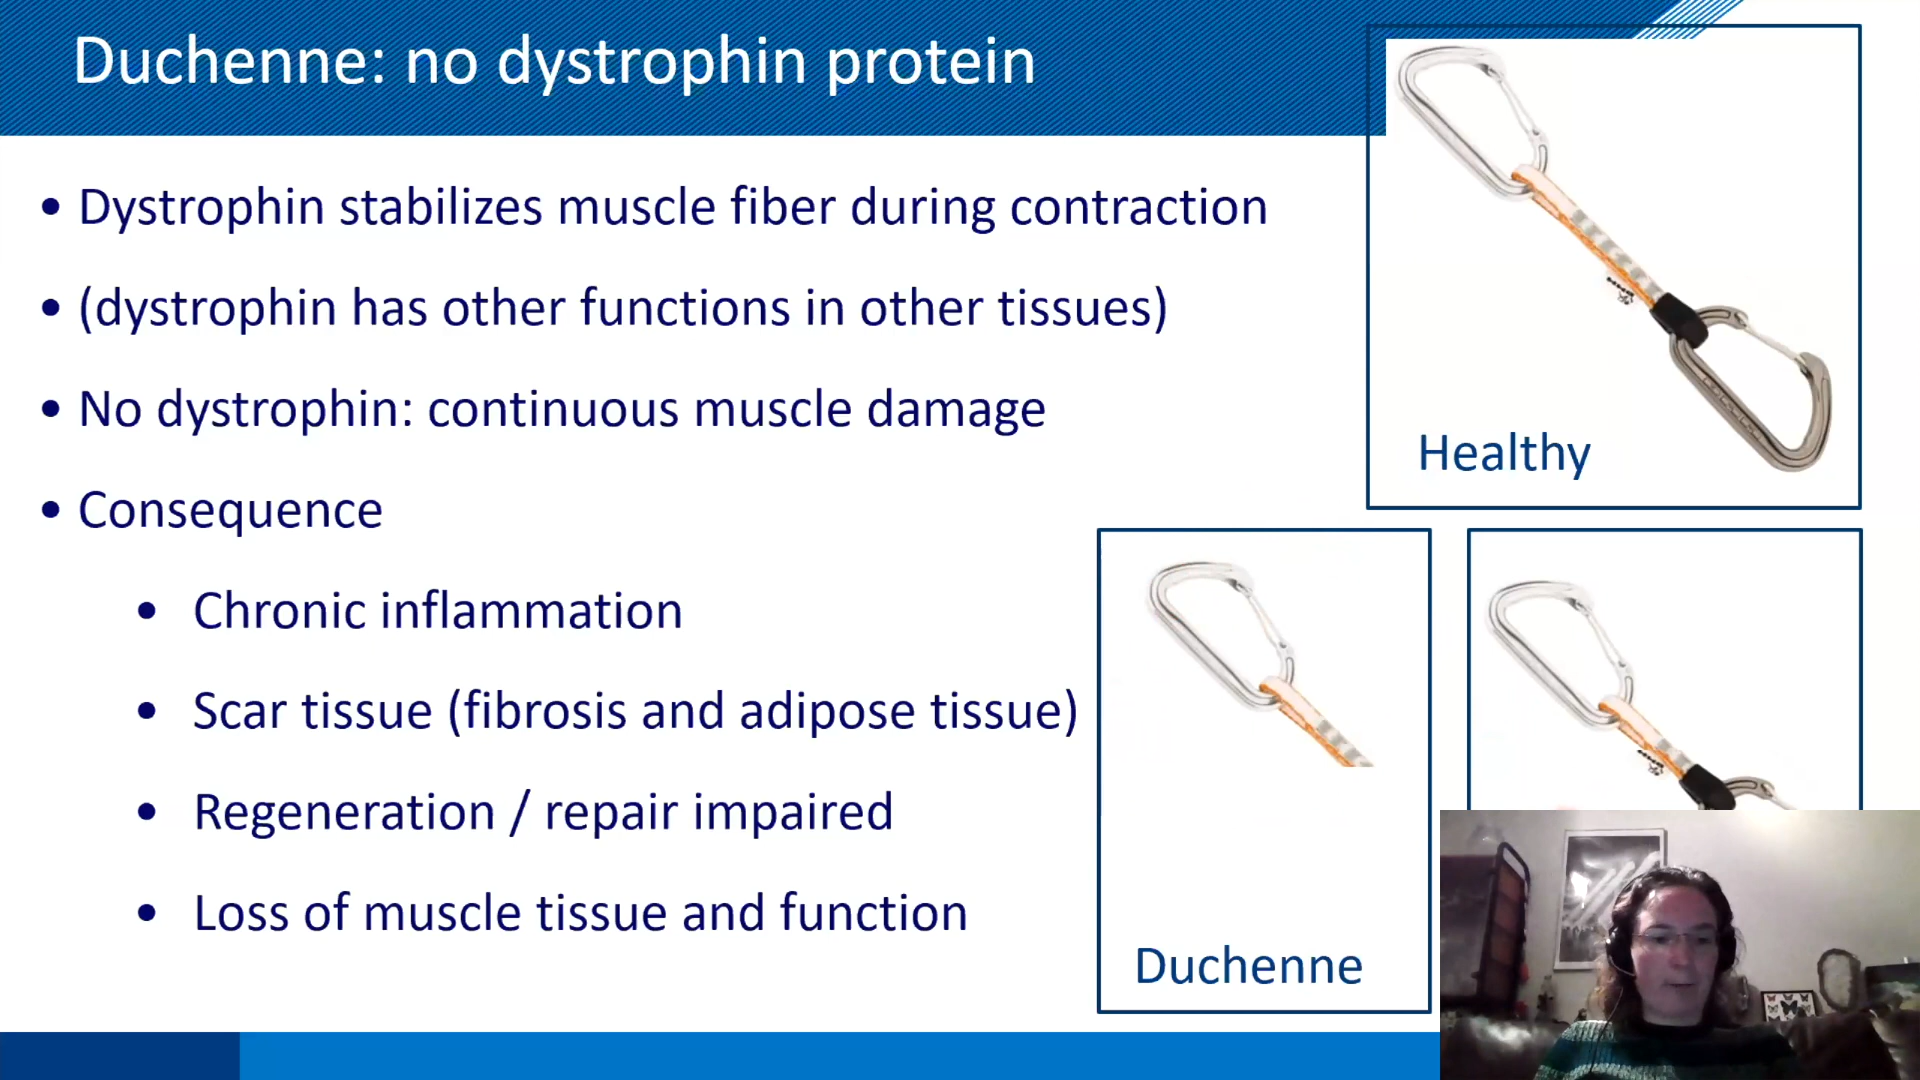 Duchenne: no dystrophin protein
• Dystrophin stabilizes muscle fiber during contraction
• (dystrophin has other functions in other tissues)
• No dystrophin: continuous muscle damage
• Consequence
• Chronic inflammation
• Scar tissue (fibrosis and adipose tissue)
• Regeneration / repair impaired
• Loss of muscle tissue and function
Healthy
Duchenne